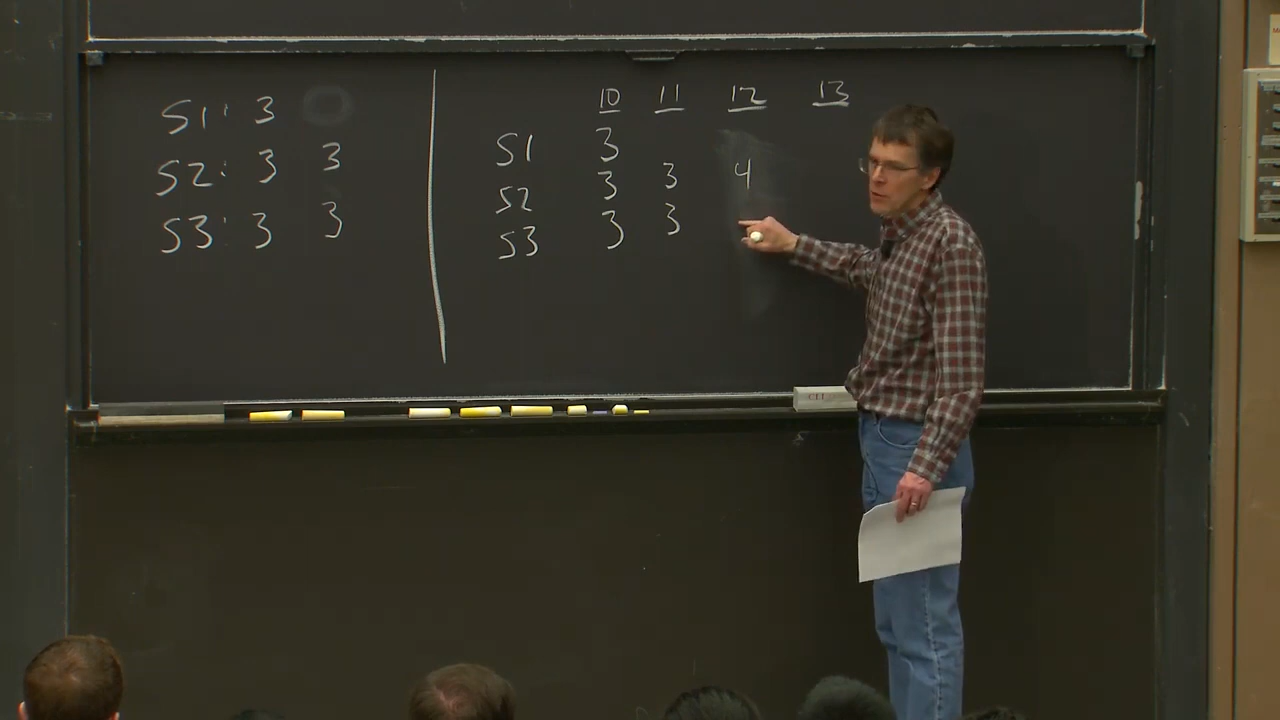 S1: 3
S2: 3 3
S3: 3 3
10 11 12 13
S1 3
S2 3 3 4
S3 3 3